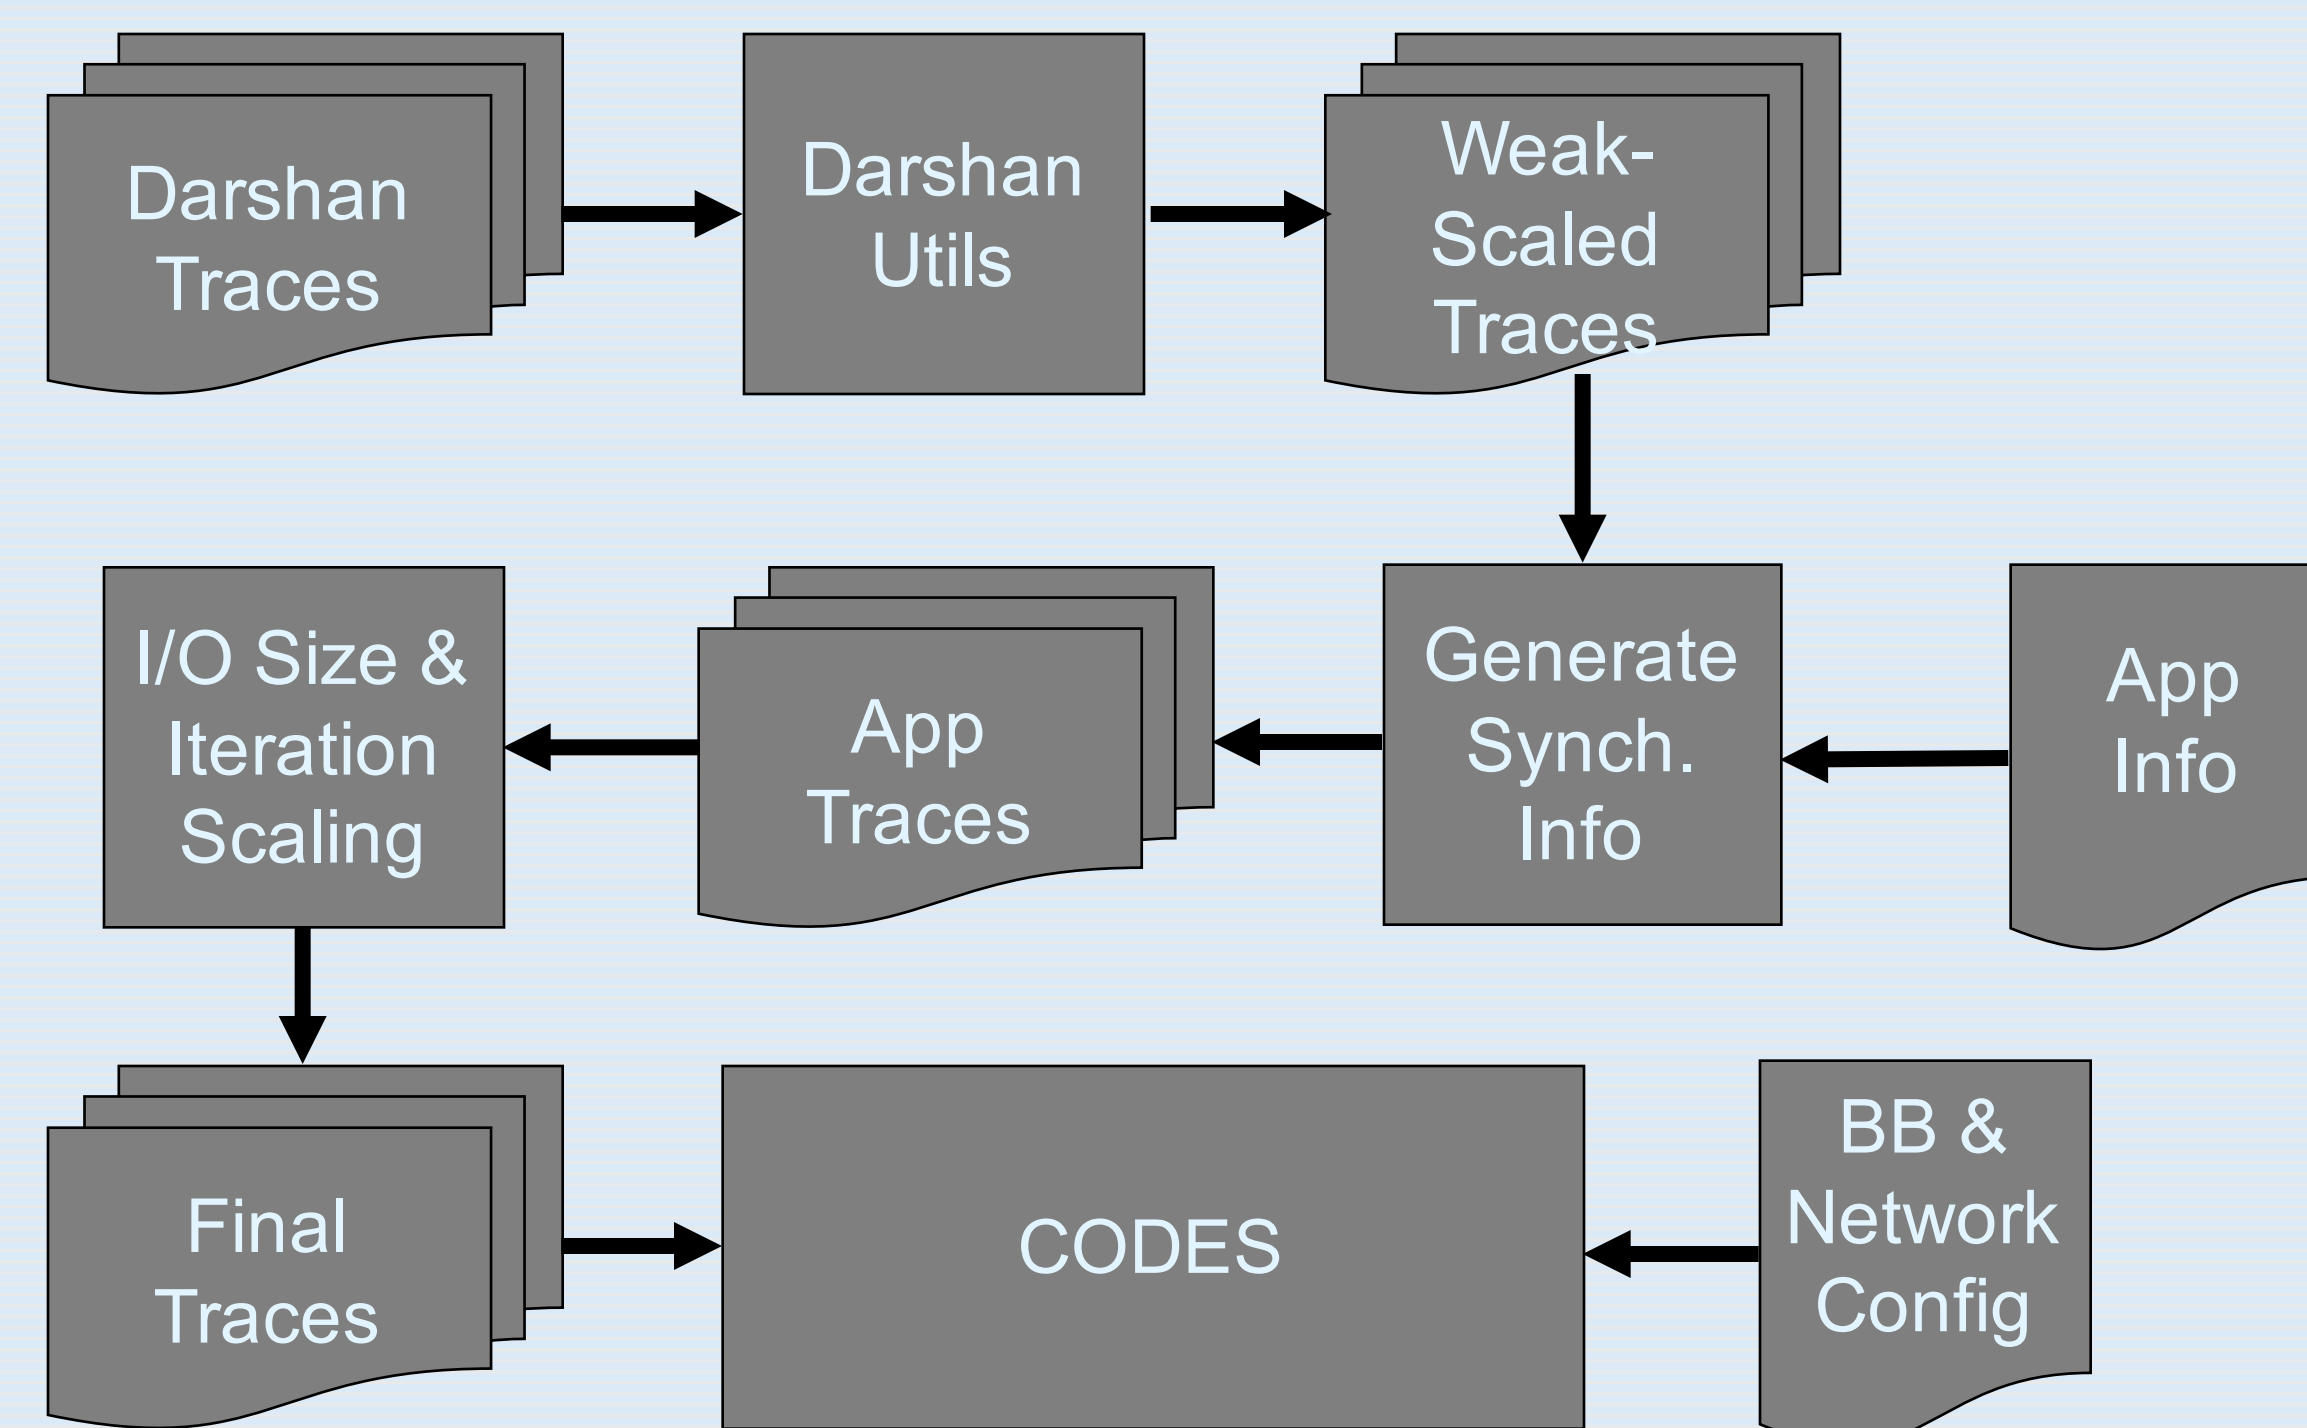 Darshan
Traces
Darshan
Utils
Weak-
Scaled
Traces
I/O Size &
Iteration
Scaling
App
Traces
Generate
Synch.
Info
App
Info
Final
Traces
CODES
BB &
Network
Config